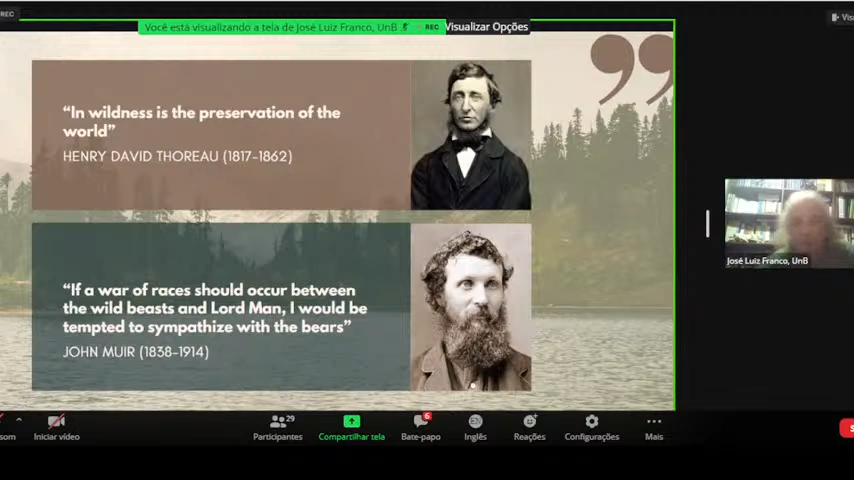 REC
Você está visualizando a tela de José Luiz Franco, UnB
REC
Visualizar Opções
“In wildness is the preservation of the
world”
HENRY DAVID THOREAU (1817-1862)
“If a war of races should occur between
the wild beasts and Lord Man, I would be
tempted to sympathize with the bears”
JOHN MUIR (1838-1914)
José Luiz Franco, UnB
som
Iniciar vídeo
29
Participantes
Compartilhar tela
6
Bate-papo
Inglês
Reações
Configurações
Mais